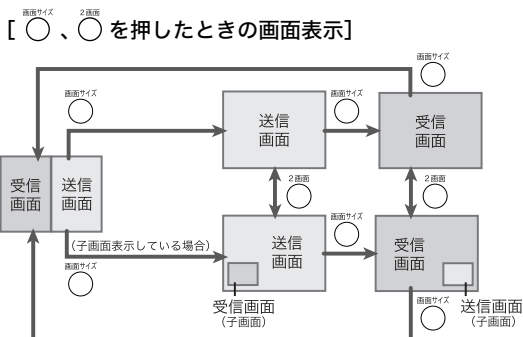 画面サイズ 2画面
[ 、 を押したときの画面表示]
画面サイズ
画面サイズ
画面サイズ
送信
画面
受信
画面
受信
画面
送信
画面
2画面
2画面
画面サイズ
(子画面表示している場合)
画面サイズ
送信
画面
受信
画面
受信画面
(子画面)
画面サイズ
送信画面
(子画面)